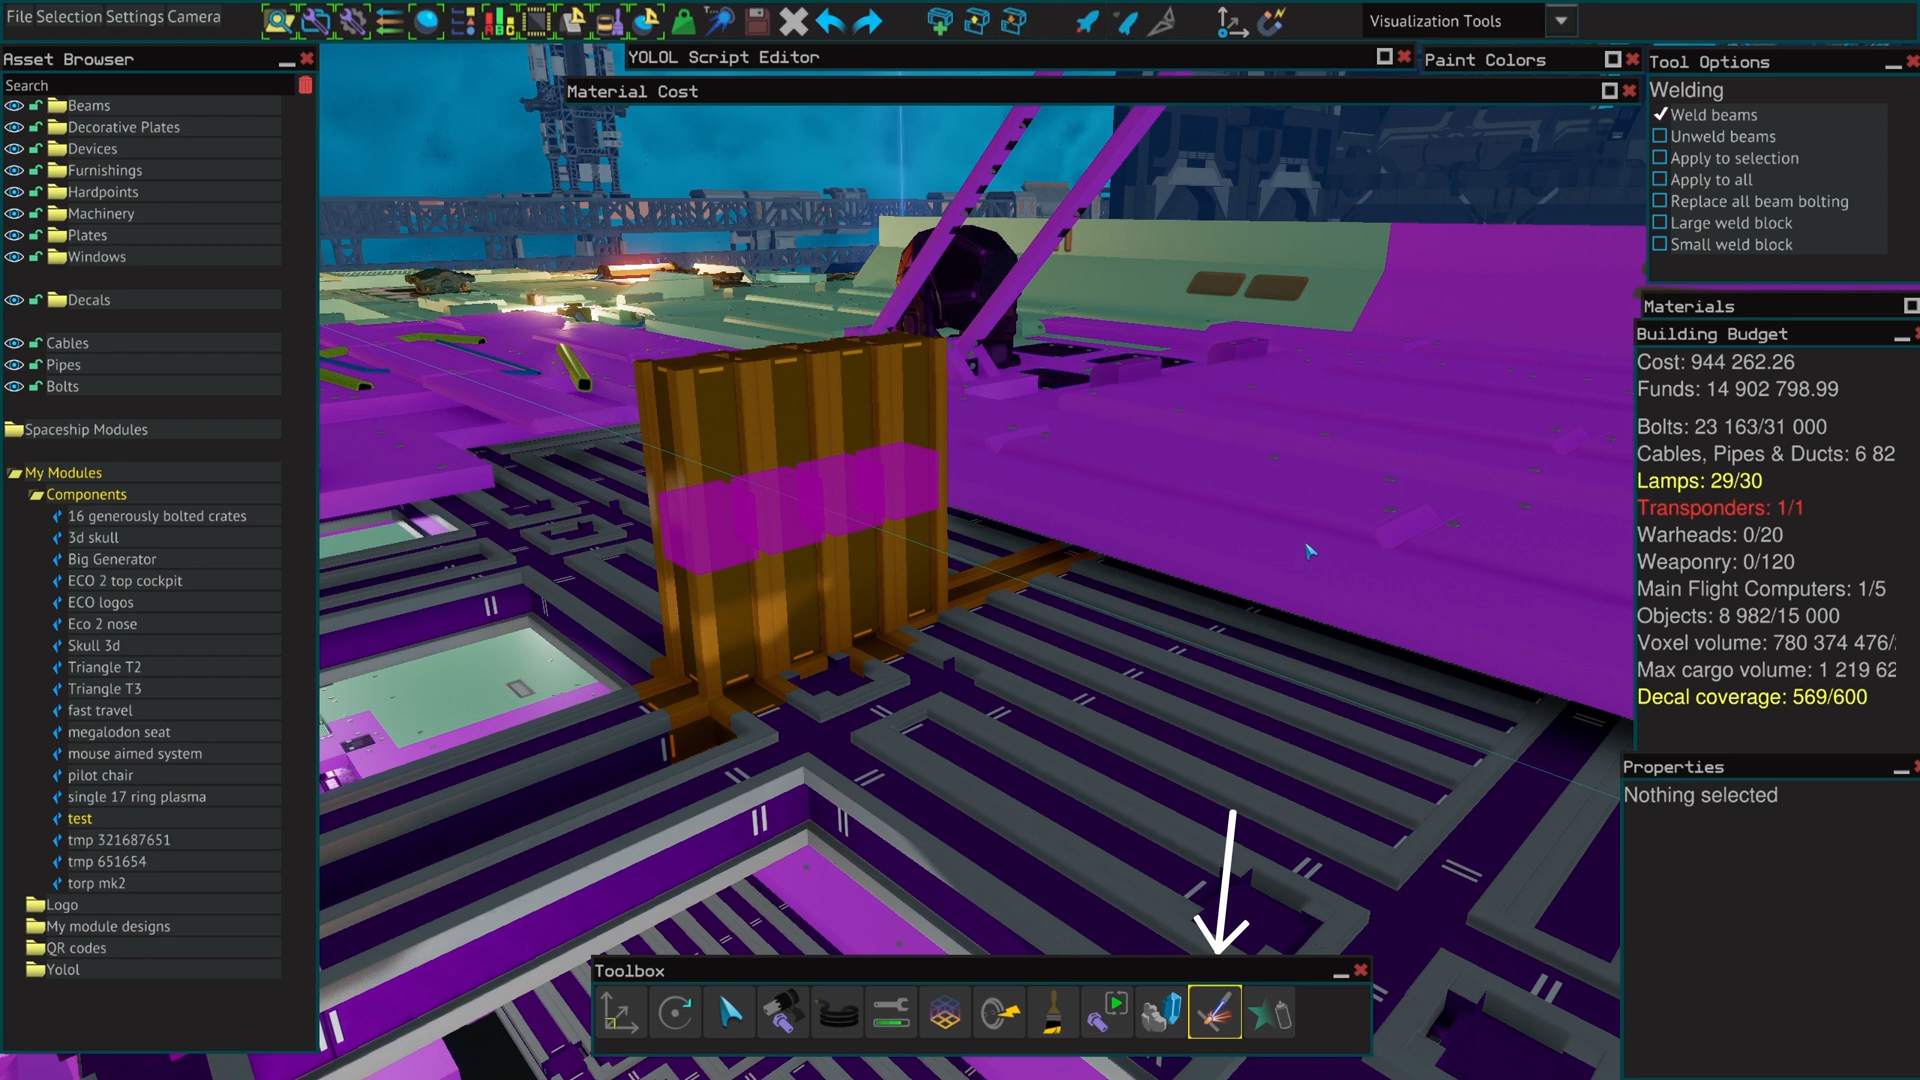 File Selection Settings Camera
Visualization Tools
Asset Browser
Search
Beams
Decorative Plates
Devices
Furnishings
Hardpoints
Machinery
Plates
Windows
Decals
Cables
Pipes
Bolts
Spaceship Modules
My Modules
Components
16 generously bolted crates
3d skull
Big Generator
ECO 2 top cockpit
ECO logos
Eco 2 nose
Skull 3d
Triangle T2
Triangle T3
fast travel
megalodon seat
mouse aimed system
pilot chair
single 17 ring plasma
test
tmp 321687651
tmp 651654
torp mk2
Logo
My module designs
QR codes
Yolol
YOLOL Script Editor
Material Cost
Paint Colors
Tool Options
Welding
Weld beams
Unweld beams
Apply to selection
Apply to all
Replace all beam bolting
Large weld block
Small weld block
Materials
Building Budget
Cost: 944 262.26
Funds: 14 902 798.99
Bolts: 23 163/31 000
Cables, Pipes & Ducts: 6 82
Lamps: 29/30
Transponders: 1/1
Warheads: 0/20
Weaponry: 0/120
Main Flight Computers: 1/5
Objects: 8 982/15 000
Voxel volume: 780 374 476/
Max cargo volume: 1 219 62
Decal coverage: 569/600
Properties
Nothing selected
Toolbox